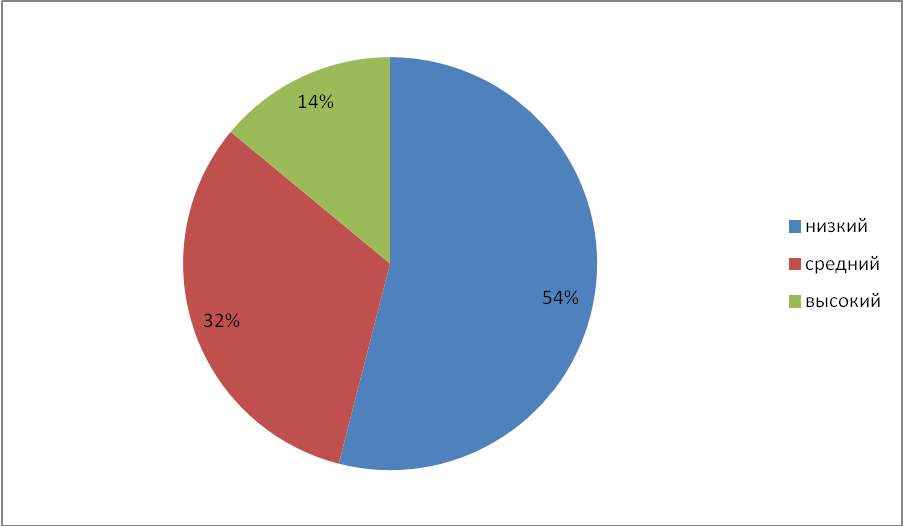 14%
54%
32%
низкий
средний
высокий